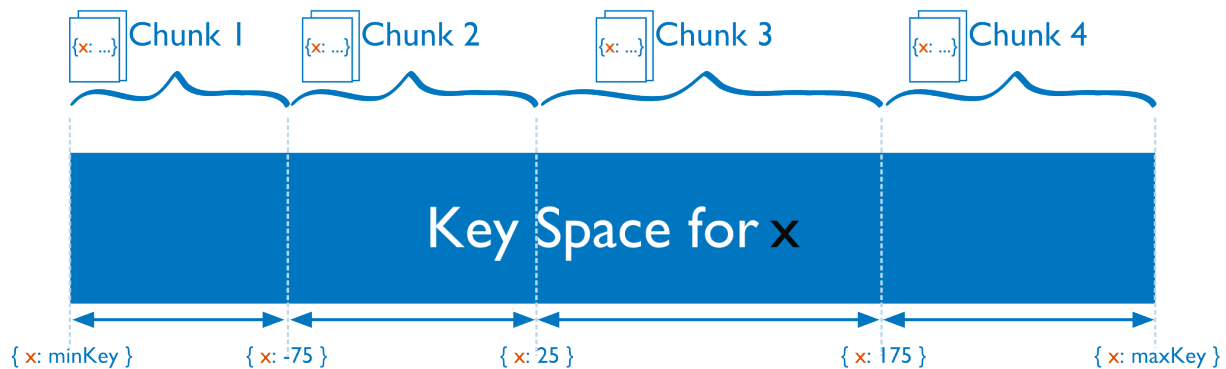 {x: ...} Chunk 1
{x: ...} Chunk 2
{x: ...} Chunk 3
{x: ...} Chunk 4
Key Space for x
{ x: minKey }
{ x: -75 }
{ x: 25 }
{ x: 175 }
{ x: maxKey }